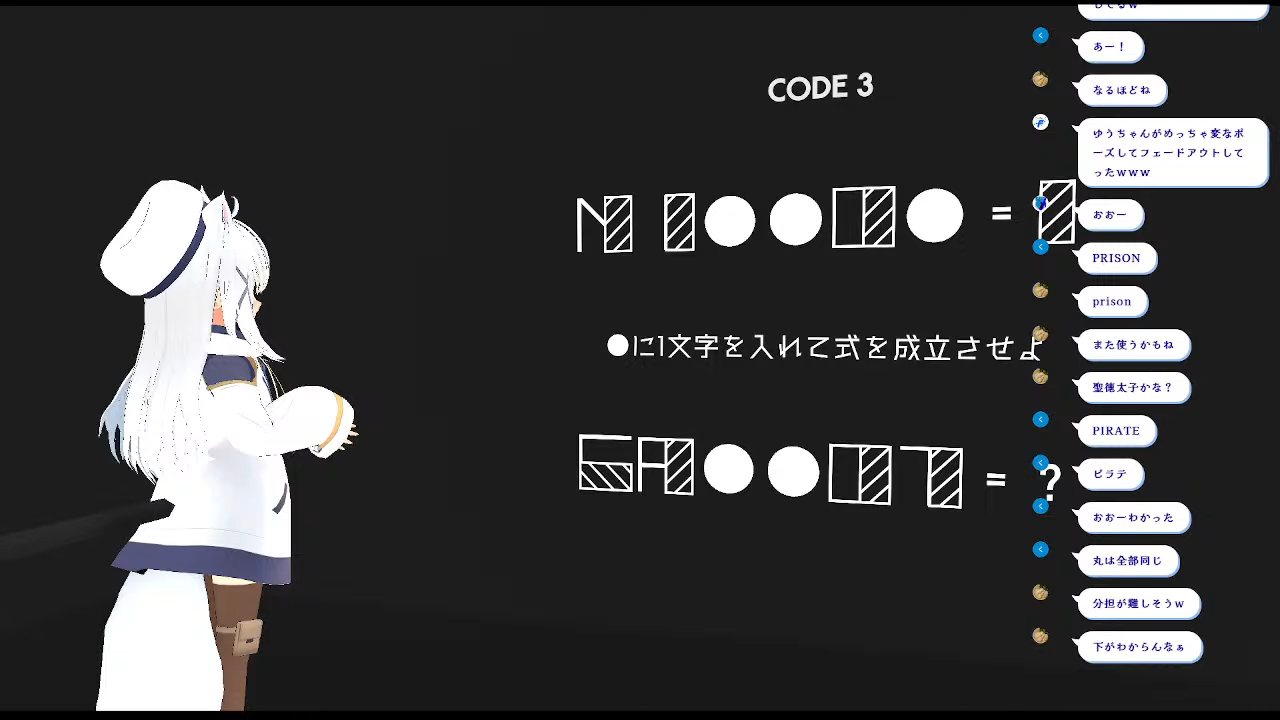 CODE 3
= 
●に1文字を入れて式を成立させよ
= ?
してるw
あー！
なるほどね
ゆうちゃんがめっちゃ変なポ
ーズしてフェードアウトして
ったwww
おおー
PRISON
prison
また使うかもね
聖徳太子かな？
PIRATE
ピラテ
おおーわかった
丸は全部同じ
分担が難しそうw
下がわからんなぁ